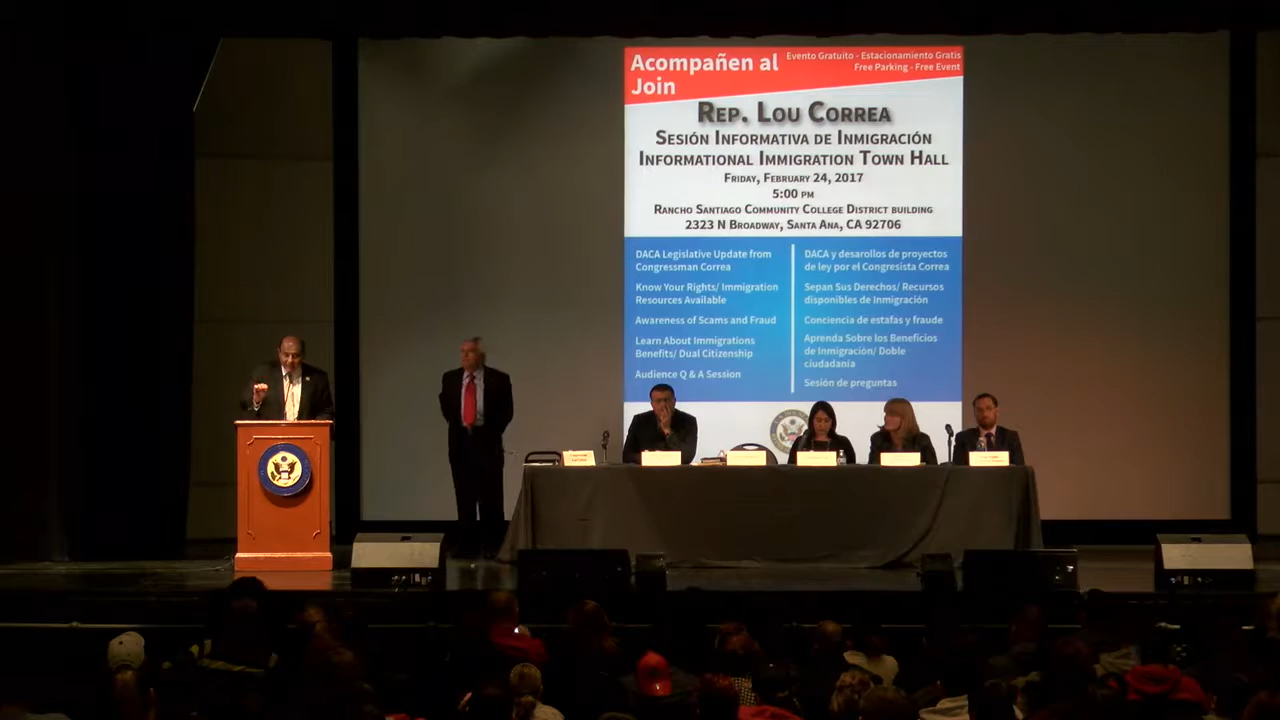 Acompañen al
Join
Evento Gratuito - Estacionamiento Gratis
Free Parking - Free Event
REP. LOU CORREA
SESIÓN INFORMATIVA DE INMIGRACIÓN
INFORMATIONAL IMMIGRATION TOWN HALL
FRIDAY, FEBRUARY 24, 2017
5:00 PM
RANCHO SANTIAGO COMMUNITY COLLEGE DISTRICT BUILDING
2323 N BROADWAY, SANTA ANA, CA 92706
DACA Legislative Update from
Congressman Correa
Know Your Rights/ Immigration
Resources Available
Awareness of Scams and Fraud
Learn About Immigrations
Benefits/ Dual Citizenship
Audience Q & A Session
DACA y desarollos de proyectos
de ley por el Congresista Correa
Sepan Sus Derechos/ Recursos
disponibles de Inmigración
Conciencia de estafas y fraude
Aprenda Sobre los Beneficios
de Inmigración/ Doble
ciudadania
Sesión de preguntas